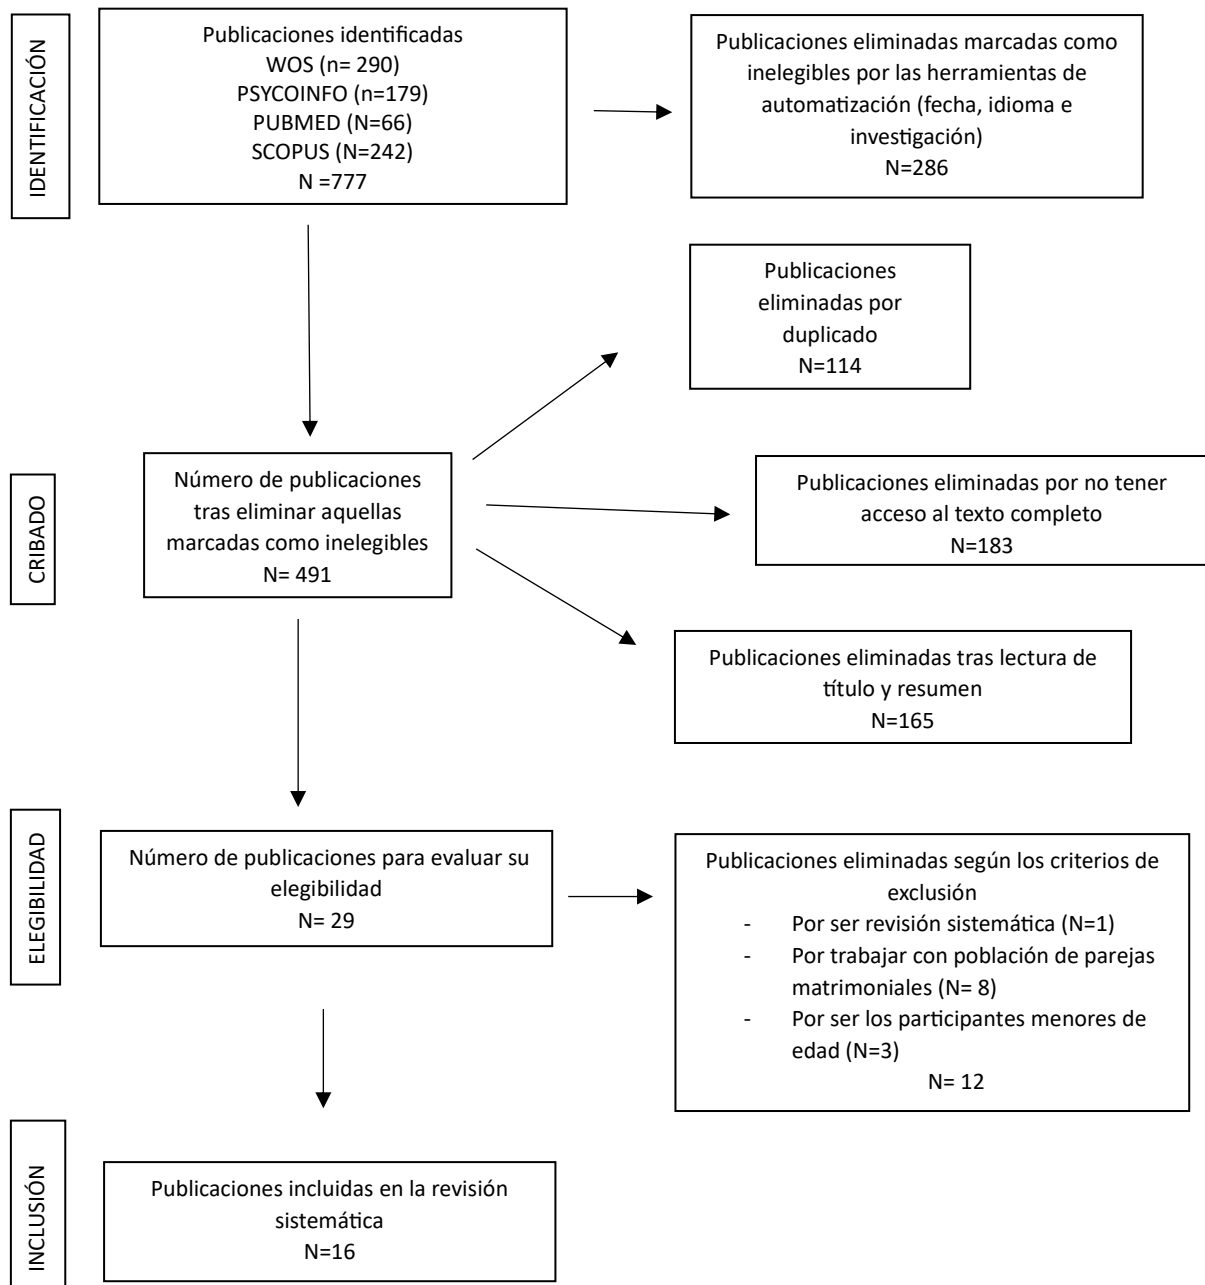 IDENTIFICACIÓN
Publicaciones identificadas
WOS (n= 290)
PSYCOINFO (n=179)
PUBMED (N=66)
SCOPUS (N=242)
N =777
Publicaciones eliminadas marcadas como
inelegibles por las herramientas de
automatización (fecha, idioma e
investigación)
N=286
Publicaciones
eliminadas por
duplicado
N=114
CRIBADO
Número de publicaciones
tras eliminar aquellas
marcadas como inelegibles
N= 491
Publicaciones eliminadas por no tener
acceso al texto completo
N=183
Publicaciones eliminadas tras lectura de
título y resumen
N=165
ELEGIBILIDAD
Número de publicaciones para evaluar su
elegibilidad
N= 29
Publicaciones eliminadas según los criterios de
exclusión
- Por ser revisión sistemática (N=1)
- Por trabajar con población de parejas
matrimoniales (N= 8)
- Por ser los participantes menores de
edad (N=3)
N= 12
INCLUSIÓN
Publicaciones incluidas en la revisión
sistemática
N=16